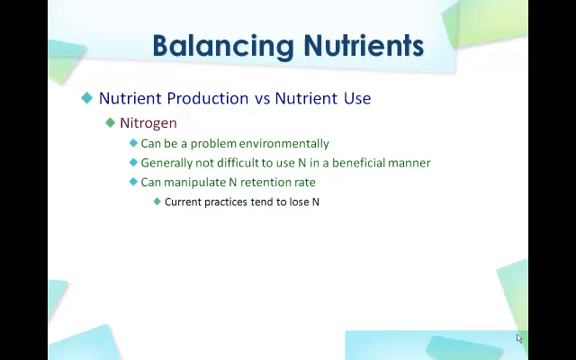 Balancing Nutrients
Nutrient Production vs Nutrient Use
Nitrogen
Can be a problem environmentally
Generally not difficult to use N in a beneficial manner
Can manipulate N retention rate
Current practices tend to lose N